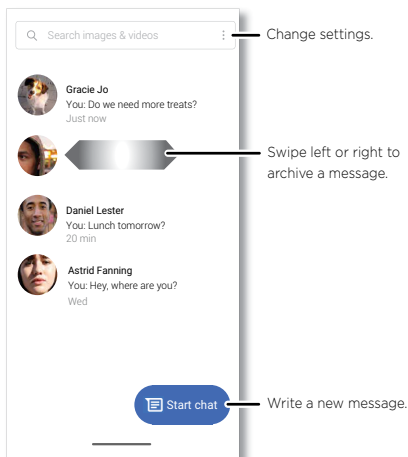 Search images & videos
Change settings.
Gracie Jo
You: Do we need more treats?
Just now
Swipe left or right to
archive a message.
Daniel Lester
You: Lunch tomorrow?
20 min
Astrid Fanning
You: Hey, where are you?
Wed
Start chat
Write a new message.